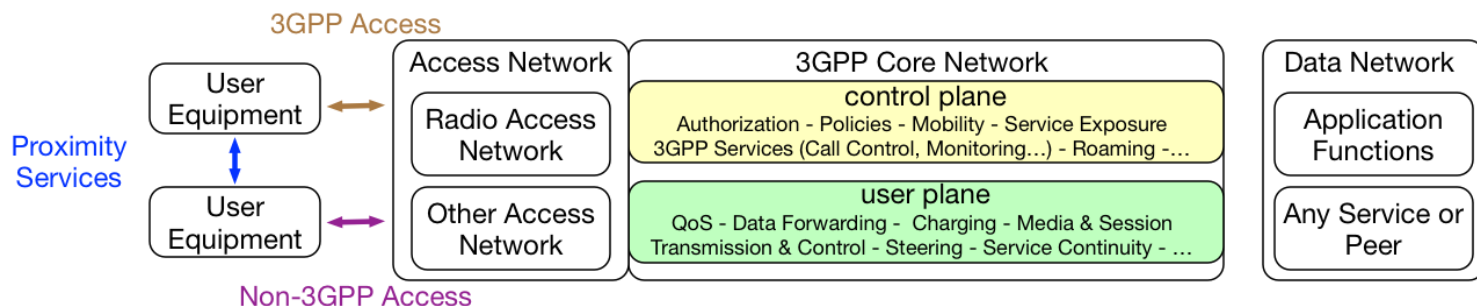 3GPP Access
User
Equipment
Proximity
Services
User
Equipment
Non-3GPP Access
Access Network
Radio Access
Network
Other Access
Network
3GPP Core Network
control plane
Authorization - Policies - Mobility - Service Exposure
3GPP Services (Call Control, Monitoring…) - Roaming -…
user plane
QoS - Data Forwarding - Charging - Media & Session
Transmission & Control - Steering - Service Continuity - …
Data Network
Application
Functions
Any Service or
Peer